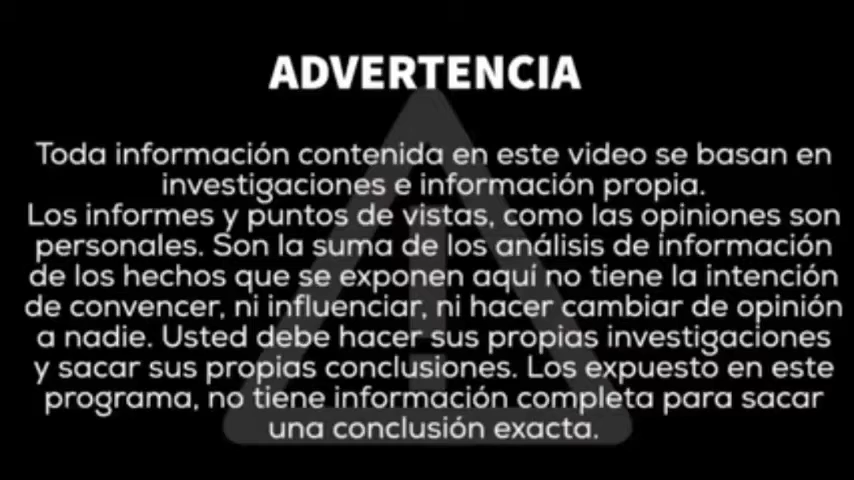 ADVERTENCIA
Toda información contenida en este video se basan en
investigaciones e información propia.
Los informes y puntos de vistas, como las opiniones son
personales. Son la suma de los análisis de información
de los hechos que se exponen aquí no tiene la intención
de convencer, ni influenciar, ni hacer cambiar de opinión
a nadie. Usted debe hacer sus propias investigaciones
y sacar sus propias conclusiones. Los expuesto en este
programa, no tiene información completa para sacar
una conclusión exacta.